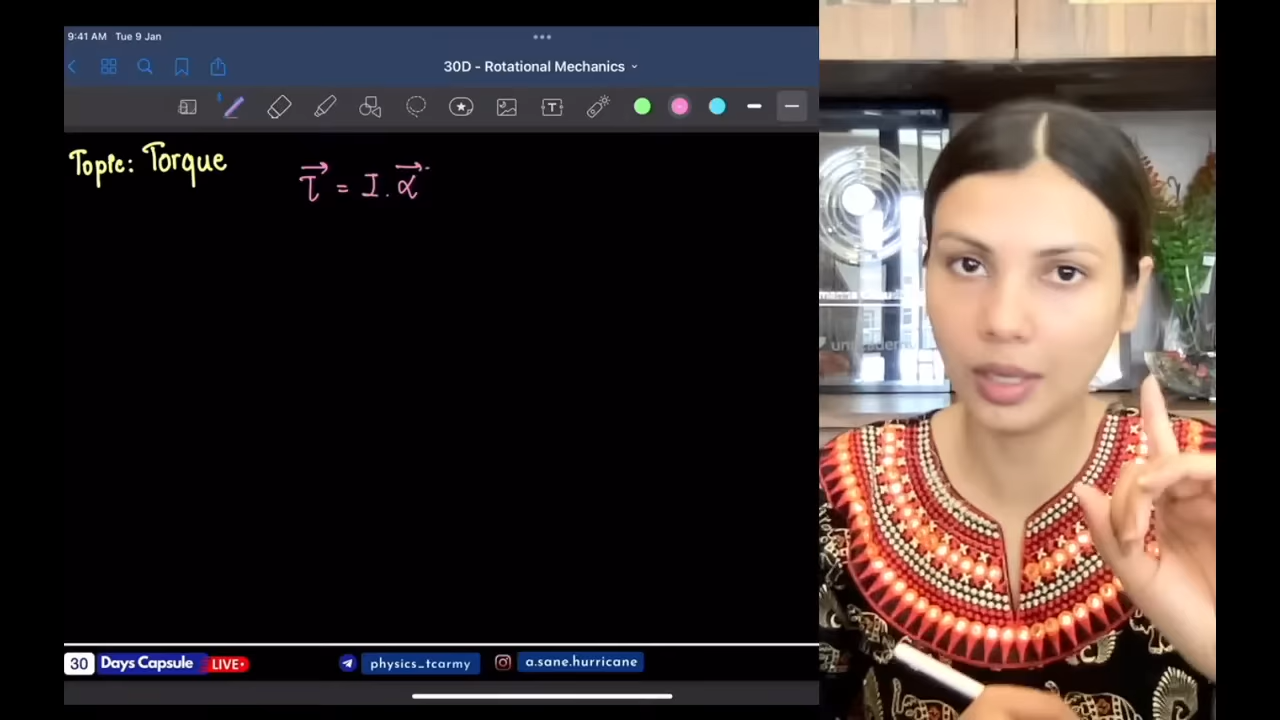 9:41 AM Tue 9 Jan
30D - Rotational Mechanics
Topic: Torque
τ⃗ = I . α⃗
30 Days Capsule LIVE
physics_tcarmy
a.sane.hurricane